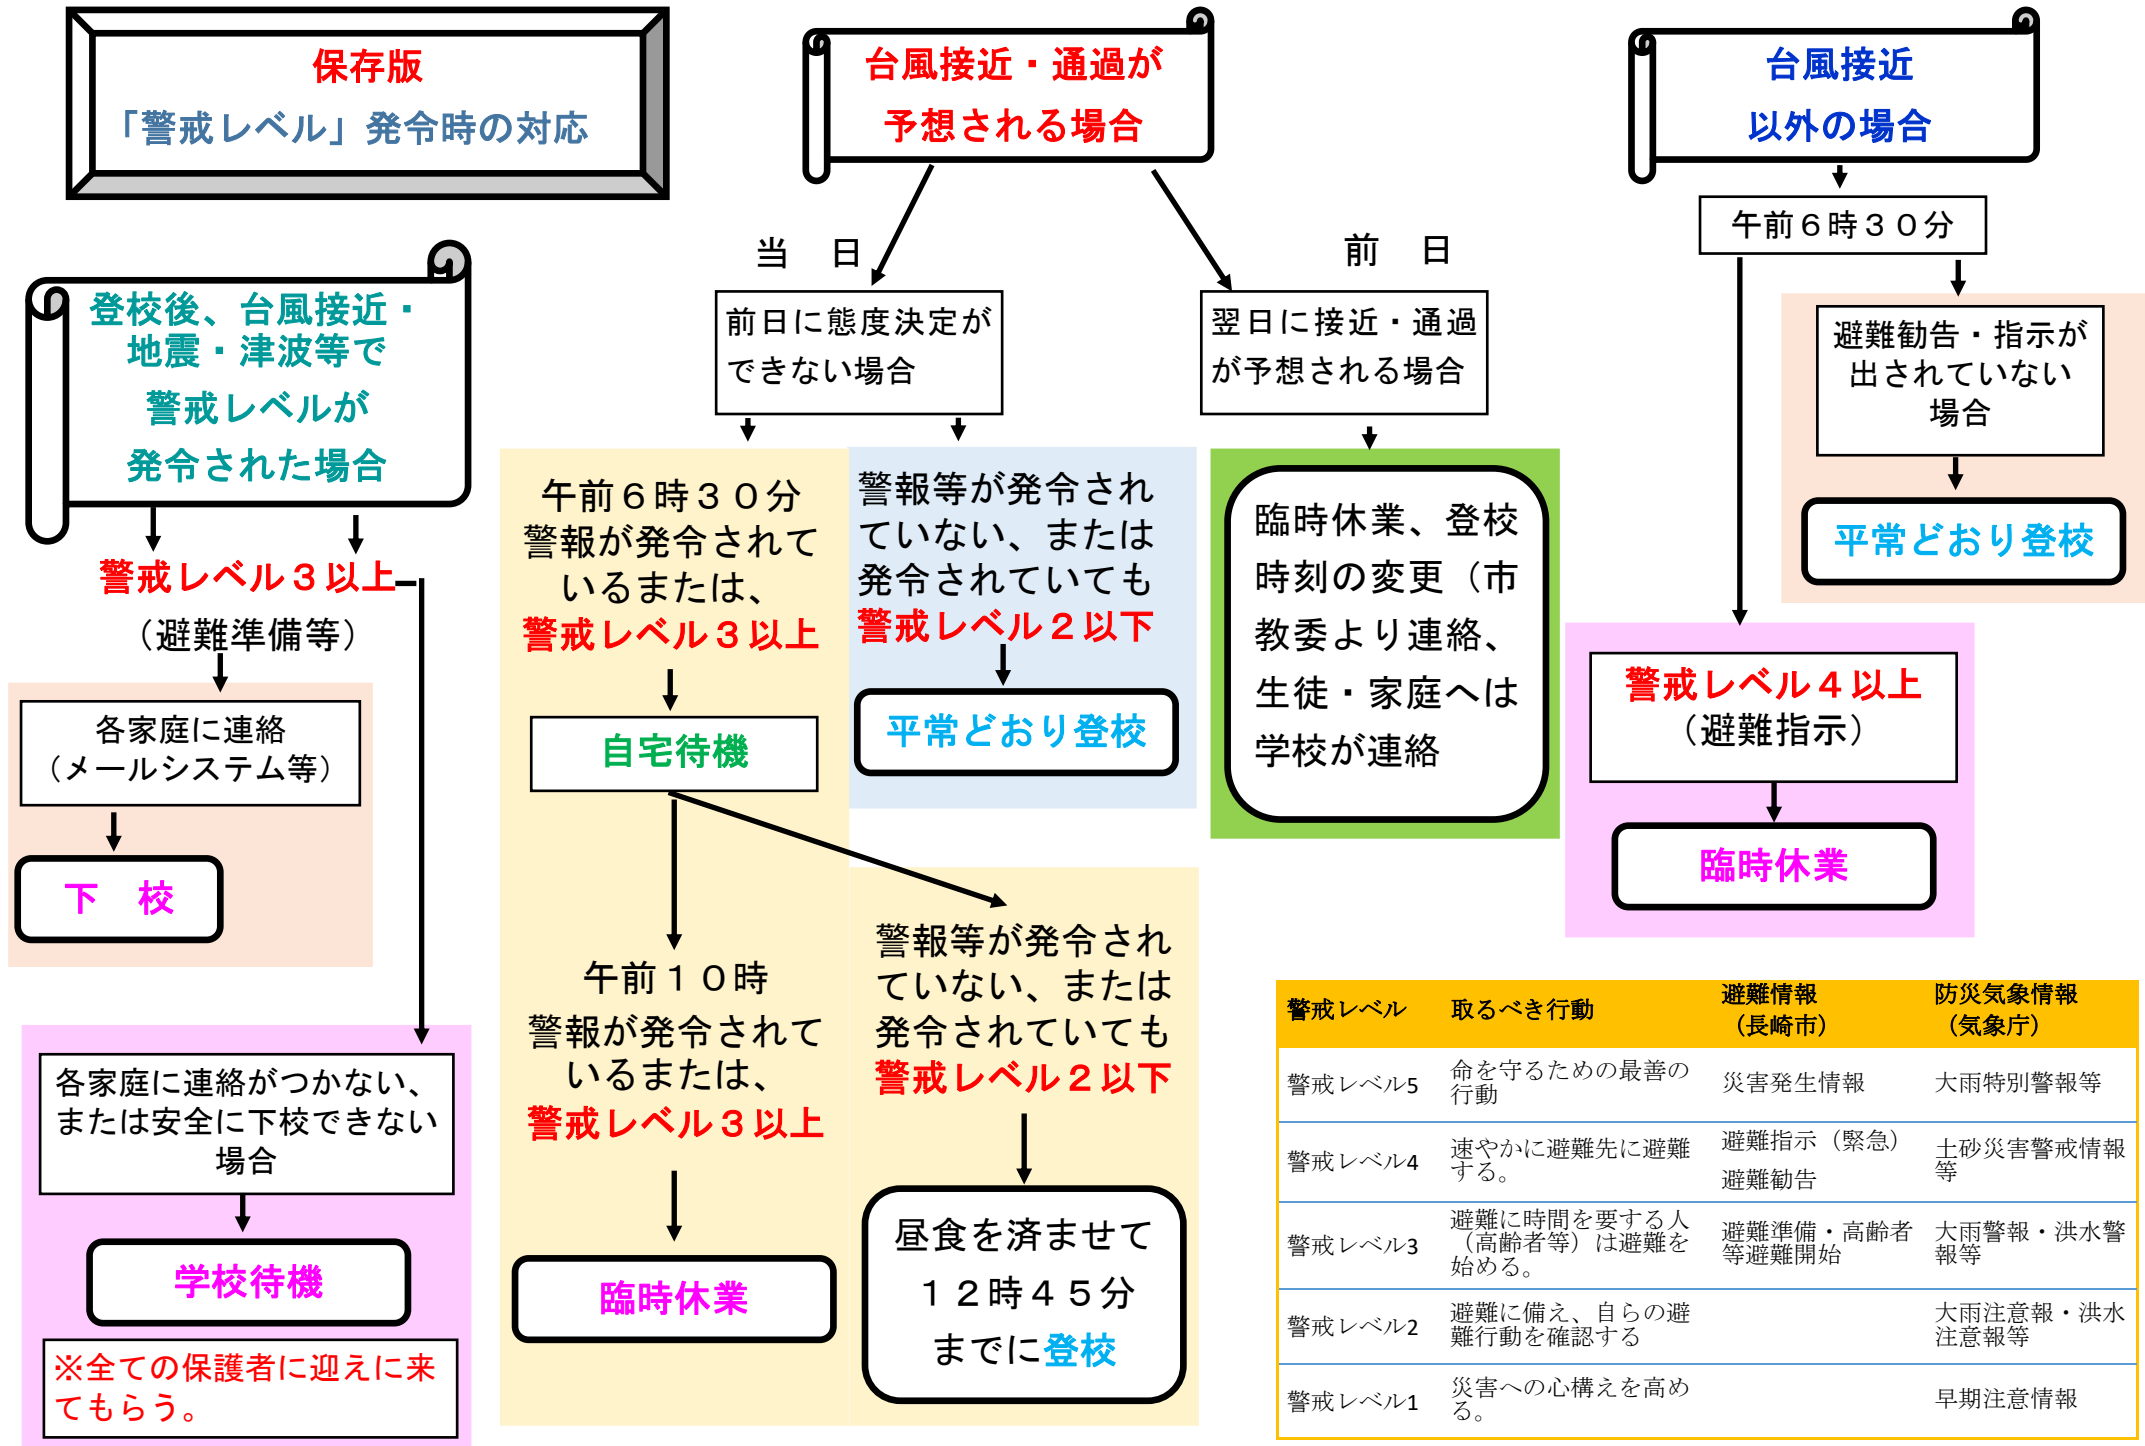 保存版
「警戒レベル」発令時の対応
台風接近・通過が
予想される場合
台風接近
以外の場合
登校後、台風接近・
地震・津波等で
警戒レベルが
発令された場合
警戒レベル３以上
（避難準備等）
各家庭に連絡
（メールシステム等）
下　校
各家庭に連絡がつかない、
または安全に下校できない
場合
学校待機
※全ての保護者に迎えに来
てもらう。
当　日
前日に態度決定が
できない場合
午前６時３０分
警報が発令されて
いるまたは、
警戒レベル３以上
自宅待機
午前１０時
警報が発令されて
いるまたは、
警戒レベル３以上
臨時休業
警報等が発令され
ていない、または
発令されていても
警戒レベル２以下
平常どおり登校
警報等が発令され
ていない、または
発令されていても
警戒レベル２以下
昼食を済ませて
１２時４５分
までに登校
前　日
翌日に接近・通過
が予想される場合
臨時休業、登校
時刻の変更（市
教委より連絡、
生徒・家庭へは
学校が連絡
午前６時３０分
避難勧告・指示が
出されていない
場合
平常どおり登校
警戒レベル４以上
（避難指示）
臨時休業
警戒レベル　取るべき行動　避難情報（長崎市）　防災気象情報（気象庁）
警戒レベル5　命を守るための最善の行動　災害発生情報　大雨特別警報等
警戒レベル4　速やかに避難先に避難する。　避難指示（緊急）避難勧告　土砂災害警戒情報等
警戒レベル3　避難に時間を要する人（高齢者等）は避難を始める。　避難準備・高齢者等避難開始　大雨警報・洪水警報等
警戒レベル2　避難に備え、自らの避難行動を確認する　大雨注意報・洪水注意報等
警戒レベル1　災害への心構えを高める。　早期注意情報